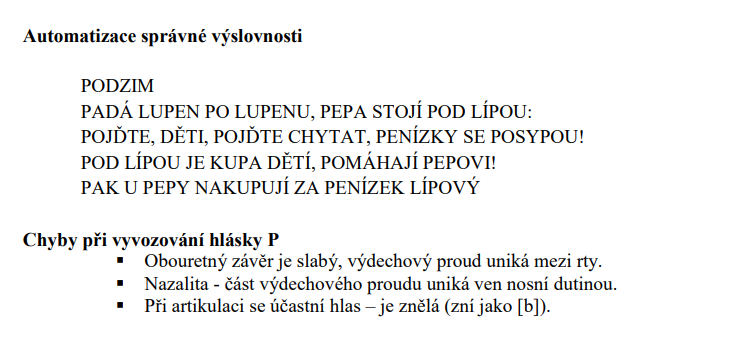 Automatizace správné výslovnosti
PODZIM
PADÁ LUPEN PO LUPENU, PEPA STOJÍ POD LÍPOU:
POJĎTE, DĚTI, POJĎTE CHYTAT, PENÍZKY SE POSYPOU!
POD LÍPOU JE KUPA DĚTÍ, POMÁHAJÍ PEPOVI!
PAK U PEPY NAKUPUJÍ ZA PENÍZEK LÍPOVÝ
Chyby při vyvozování hlásky P
▪ Obouretný závěr je slabý, výdechový proud uniká mezi rty.
▪ Nazalita - část výdechového proudu uniká ven nosní dutinou.
▪ Při artikulaci se účastní hlas – je znělá (zní jako [b]).